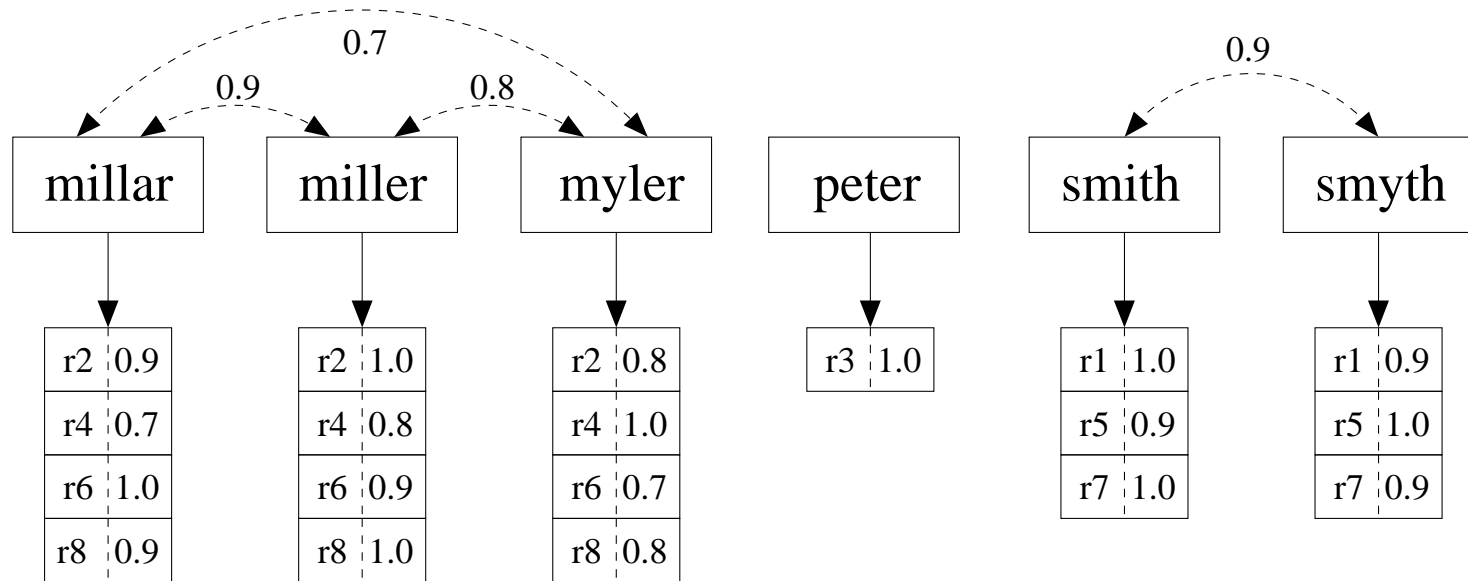 0.7
0.9
0.9 0.8
millar miller myler peter smith smyth
r2 0.9 r2 1.0 r2 0.8 r3 1.0 r1 1.0 r1 0.9
r4 0.7 r4 0.8 r4 1.0 r5 0.9 r5 1.0
r6 1.0 r6 0.9 r6 0.7 r7 1.0 r7 0.9
r8 0.9 r8 1.0 r8 0.8